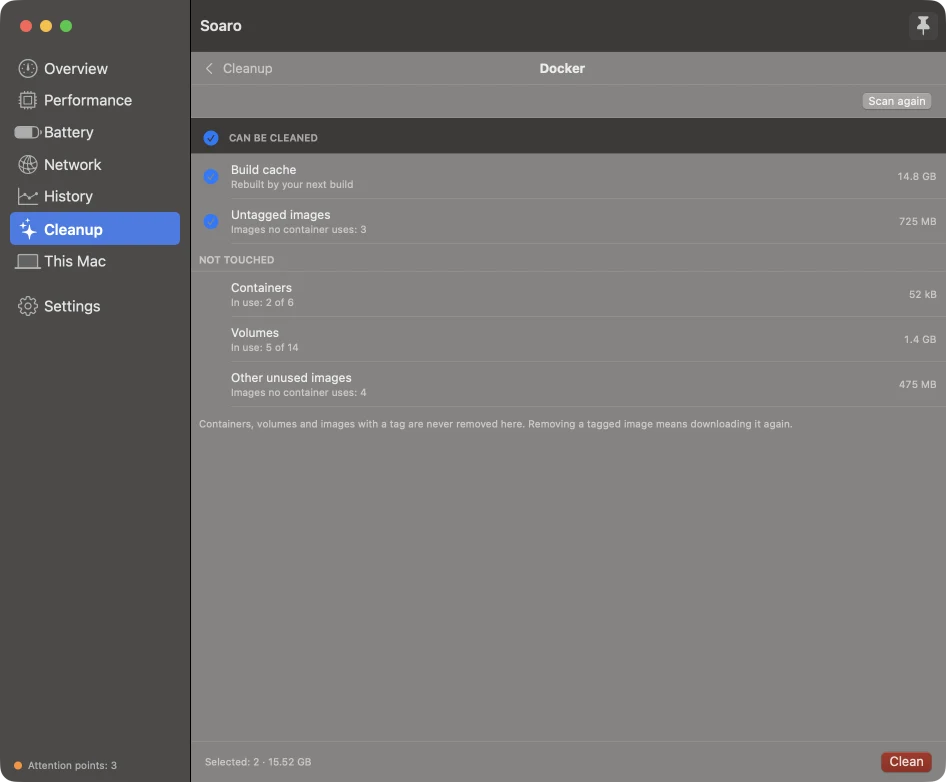 Soaro
Overview
Performance
Battery
Network
History
Cleanup
This Mac
Settings
Attention points: 3
Cleanup
Docker
Scan again
CAN BE CLEANED
Build cache
14.8 GB
Rebuilt by your next build
Untagged images
725 MB
Images no container uses: 3
NOT TOUCHED
Containers
52 kB
In use: 2 of 6
Volumes
1.4 GB
In use: 5 of 14
Other unused images
475 MB
Images no container uses: 4
Containers, volumes and images with a tag are never removed here. Removing a tagged image means downloading it again.
Selected: 2 · 15.52 GB
Clean